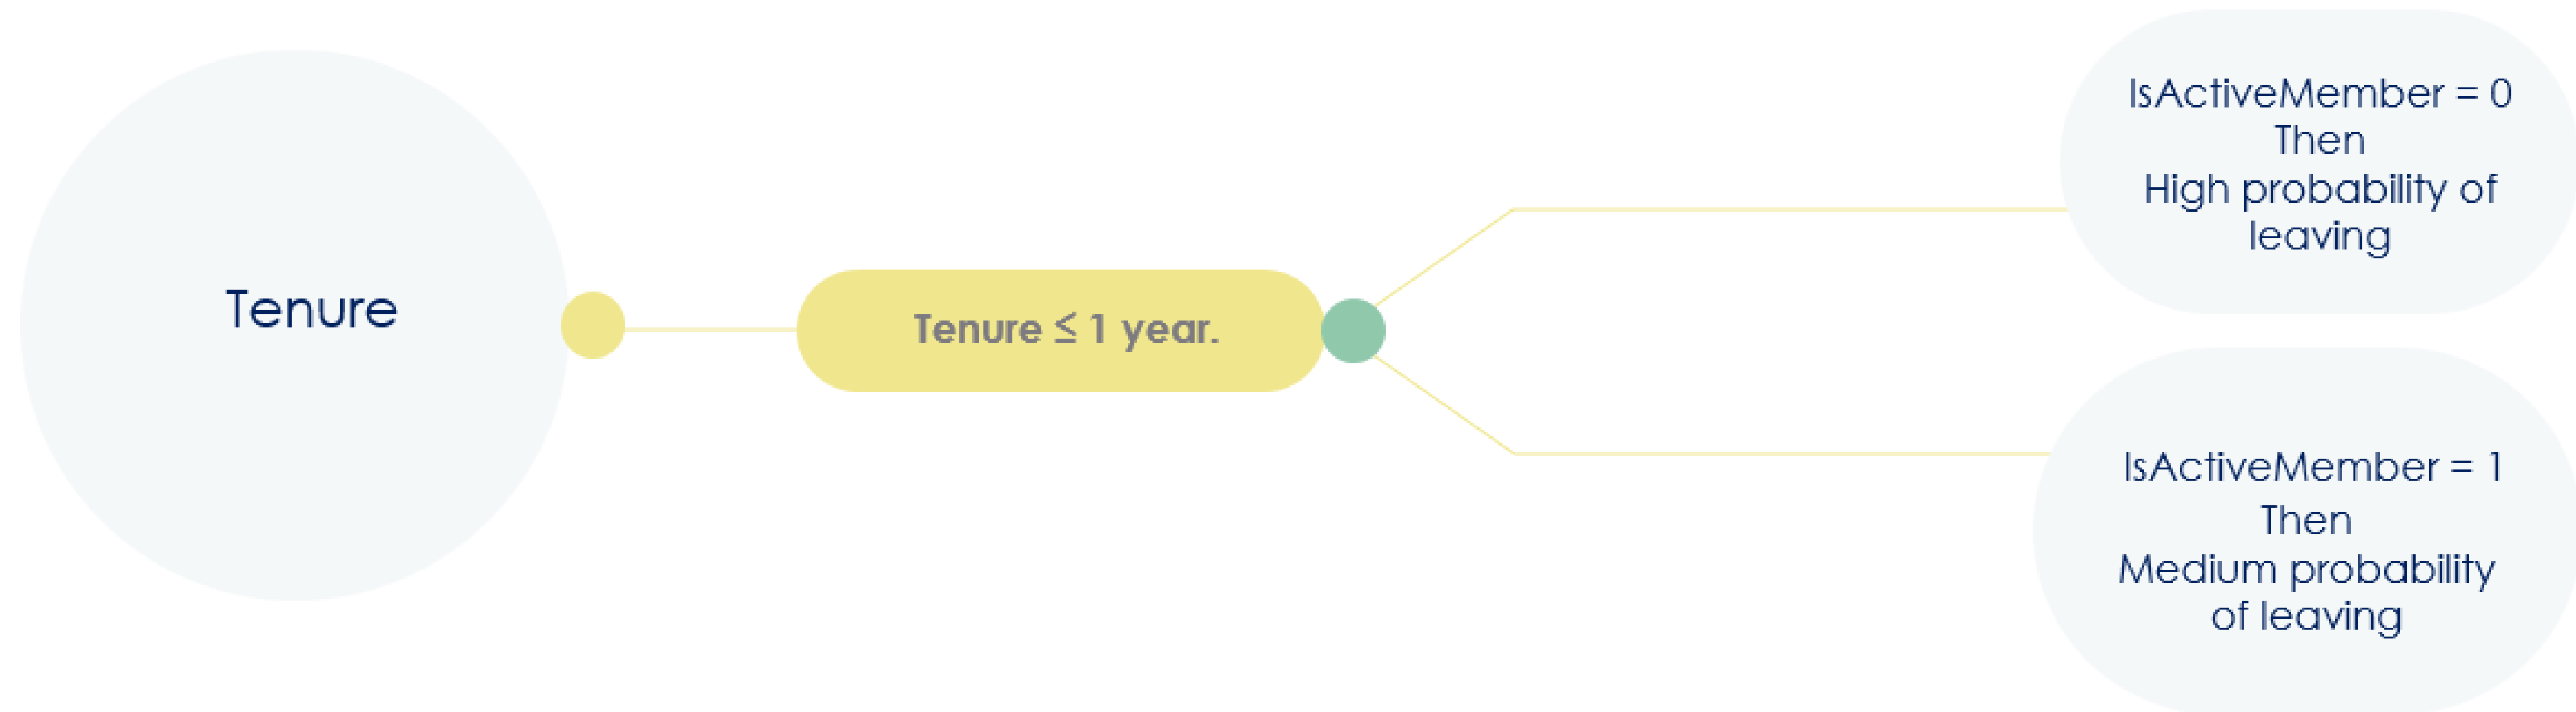 Tenure
Tenure ≤ 1 year.
IsActiveMember = 0
Then
High probability of
leaving
IsActiveMember = 1
Then
Medium probability
of leaving